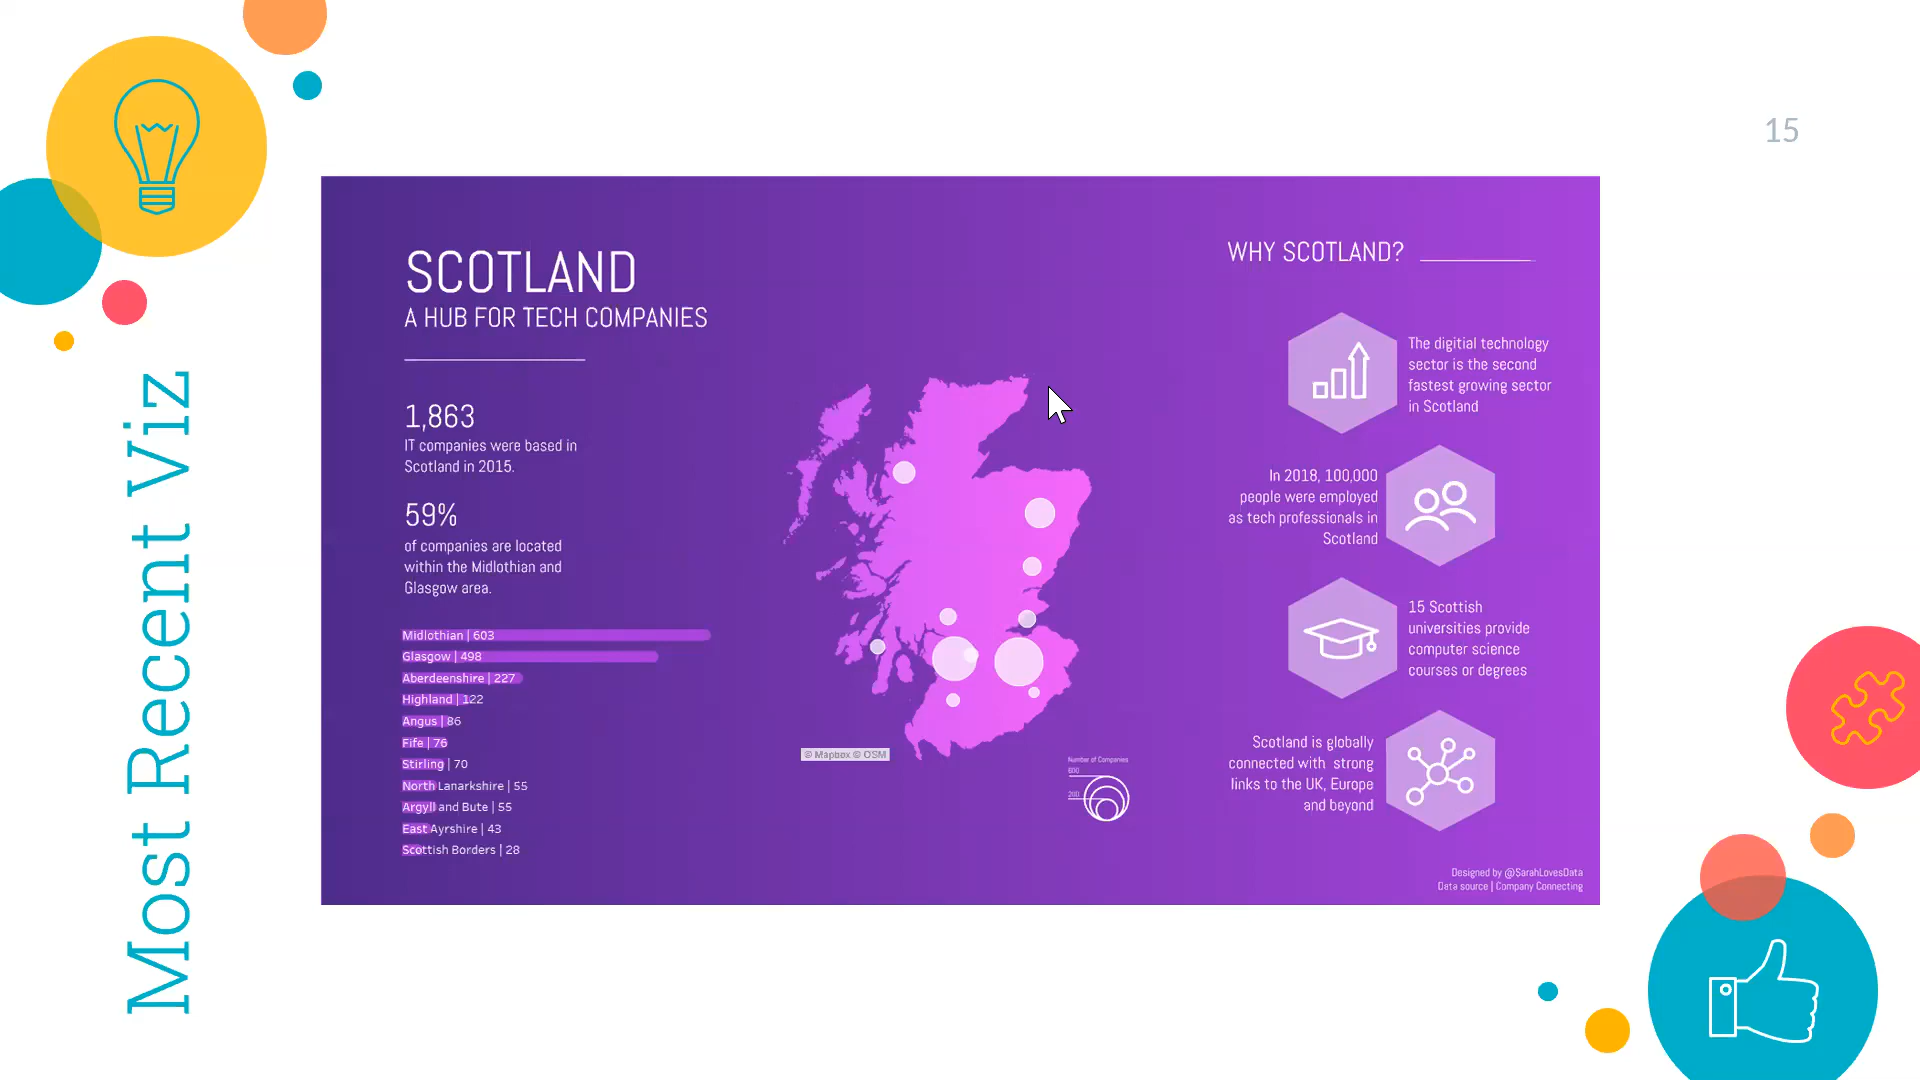 15
Most Recent Viz
SCOTLAND
A HUB FOR TECH COMPANIES
1,863
IT companies were based in
Scotland in 2015.
59%
of companies are located
within the Midlothian and
Glasgow area.
Midlothian | 603
Glasgow | 498
Aberdeenshire | 227
Highland | 122
Angus | 86
Fife | 76
Stirling | 70
North Lanarkshire | 55
Argyll and Bute | 55
East Ayrshire | 43
Scottish Borders | 28
© Mapbox © OSM
Number of Companies
600
200
WHY SCOTLAND?
The digitial technology
sector is the second
fastest growing sector
in Scotland
In 2018, 100,000
people were employed
as tech professionals in
Scotland
15 Scottish
universities provide
computer science
courses or degrees
Scotland is globally
connected with strong
links to the UK, Europe
and beyond
Designed by @SarahLovesData
Data source | Company Connecting